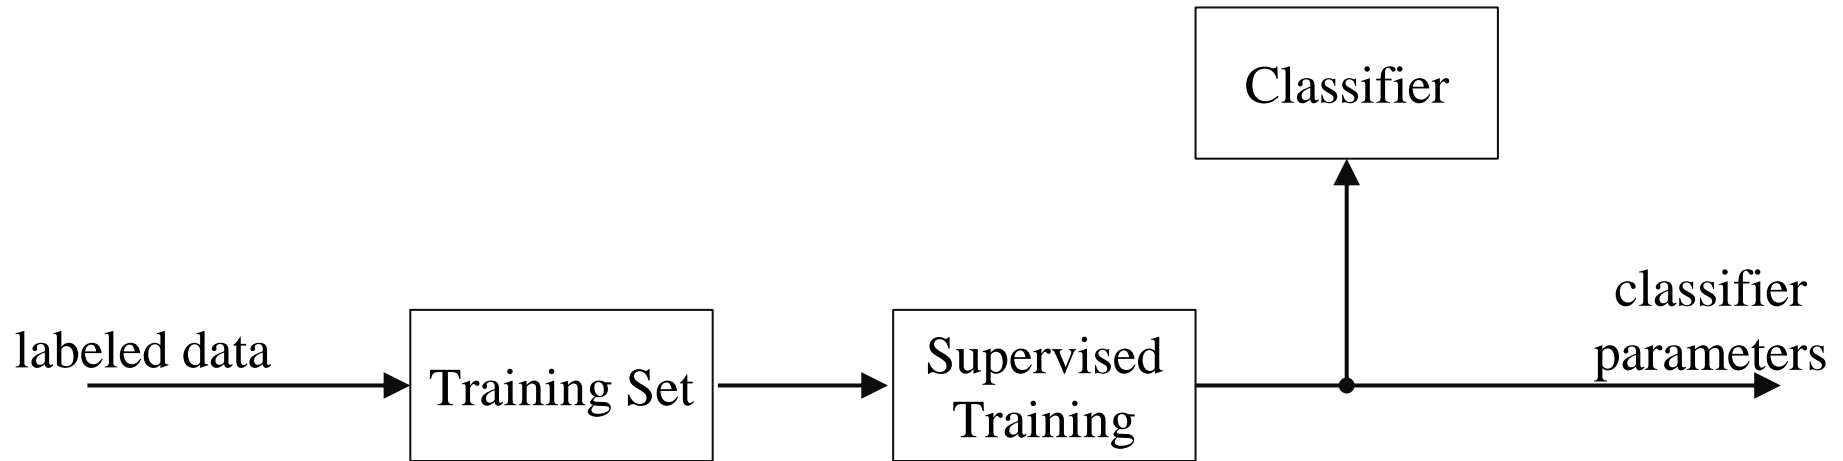 Classifier
classifier
parameters
labeled data
Training Set
Supervised
Training